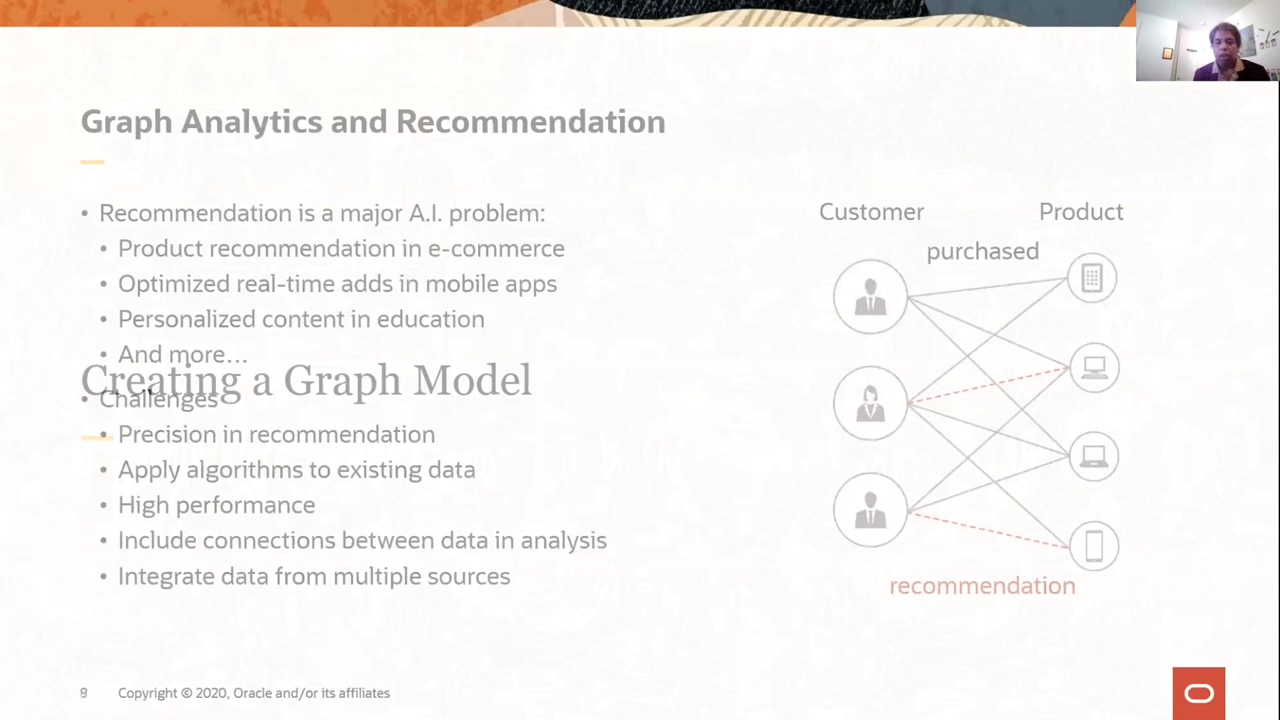 Graph Analytics and Recommendation
• Recommendation is a major A.I. problem:
• Product recommendation in e-commerce
• Optimized real-time adds in mobile apps
• Personalized content in education
• And more...
Creating a Graph Model
• Challenges
• Precision in recommendation
• Apply algorithms to existing data
• High performance
• Include connections between data in analysis
• Integrate data from multiple sources
Customer
Product
purchased
recommendation
Copyright © 2020, Oracle and/or its affiliates